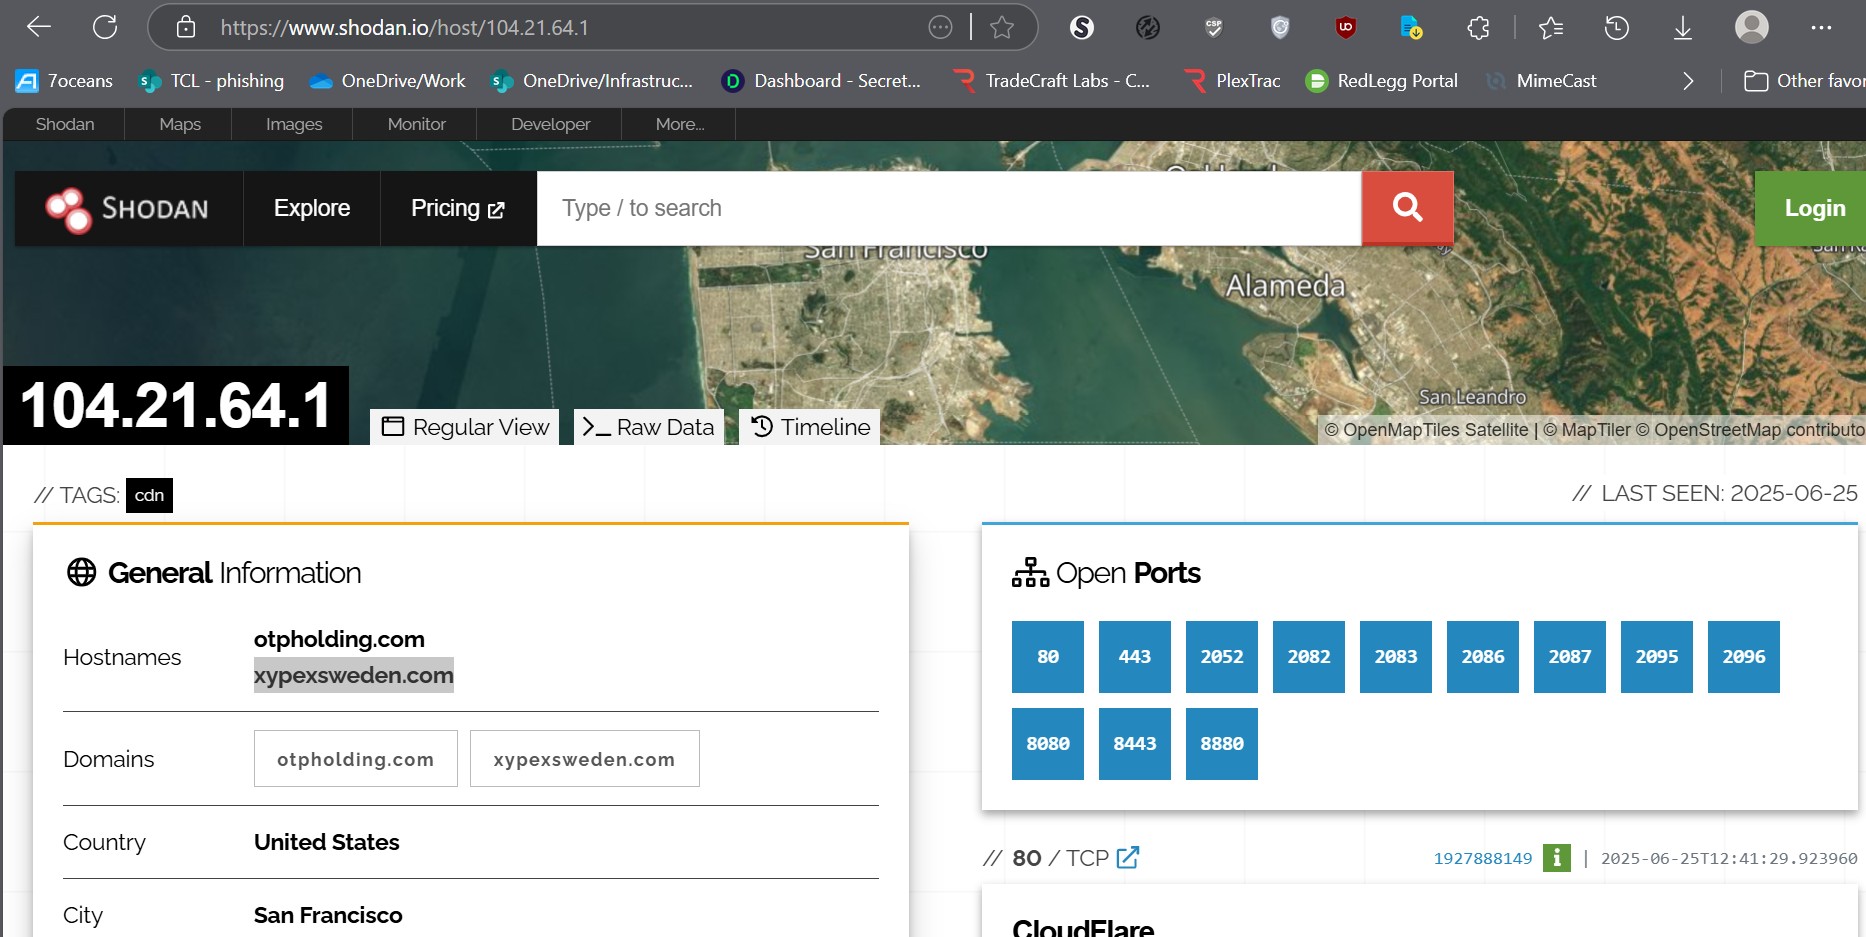 https://www.shodan.io/host/104.21.64.1
7oceans
TCL - phishing
OneDrive/Work
OneDrive/Infrastruc...
Dashboard - Secret...
TradeCraft Labs - C...
PlexTrac
RedLegg Portal
MimeCast
Other favor
Shodan
Maps
Images
Monitor
Developer
More...
SHODAN
Explore
Pricing
Type / to search
Login
San Francisco
Alameda
San Leandro
104.21.64.1
Regular View
Raw Data
Timeline
© OpenMapTiles Satellite | © MapTiler © OpenStreetMap contributo
// TAGS: cdn
// LAST SEEN: 2025-06-25
General Information
Hostnames
otpholding.com
xypexsweden.com
Domains
otpholding.com
xypexsweden.com
Country
United States
City
San Francisco
Open Ports
80
443
2052
2082
2083
2086
2087
2095
2096
8080
8443
8880
// 80 / TCP
1927888149 | 2025-06-25T12:41:29.923960
CloudFlare